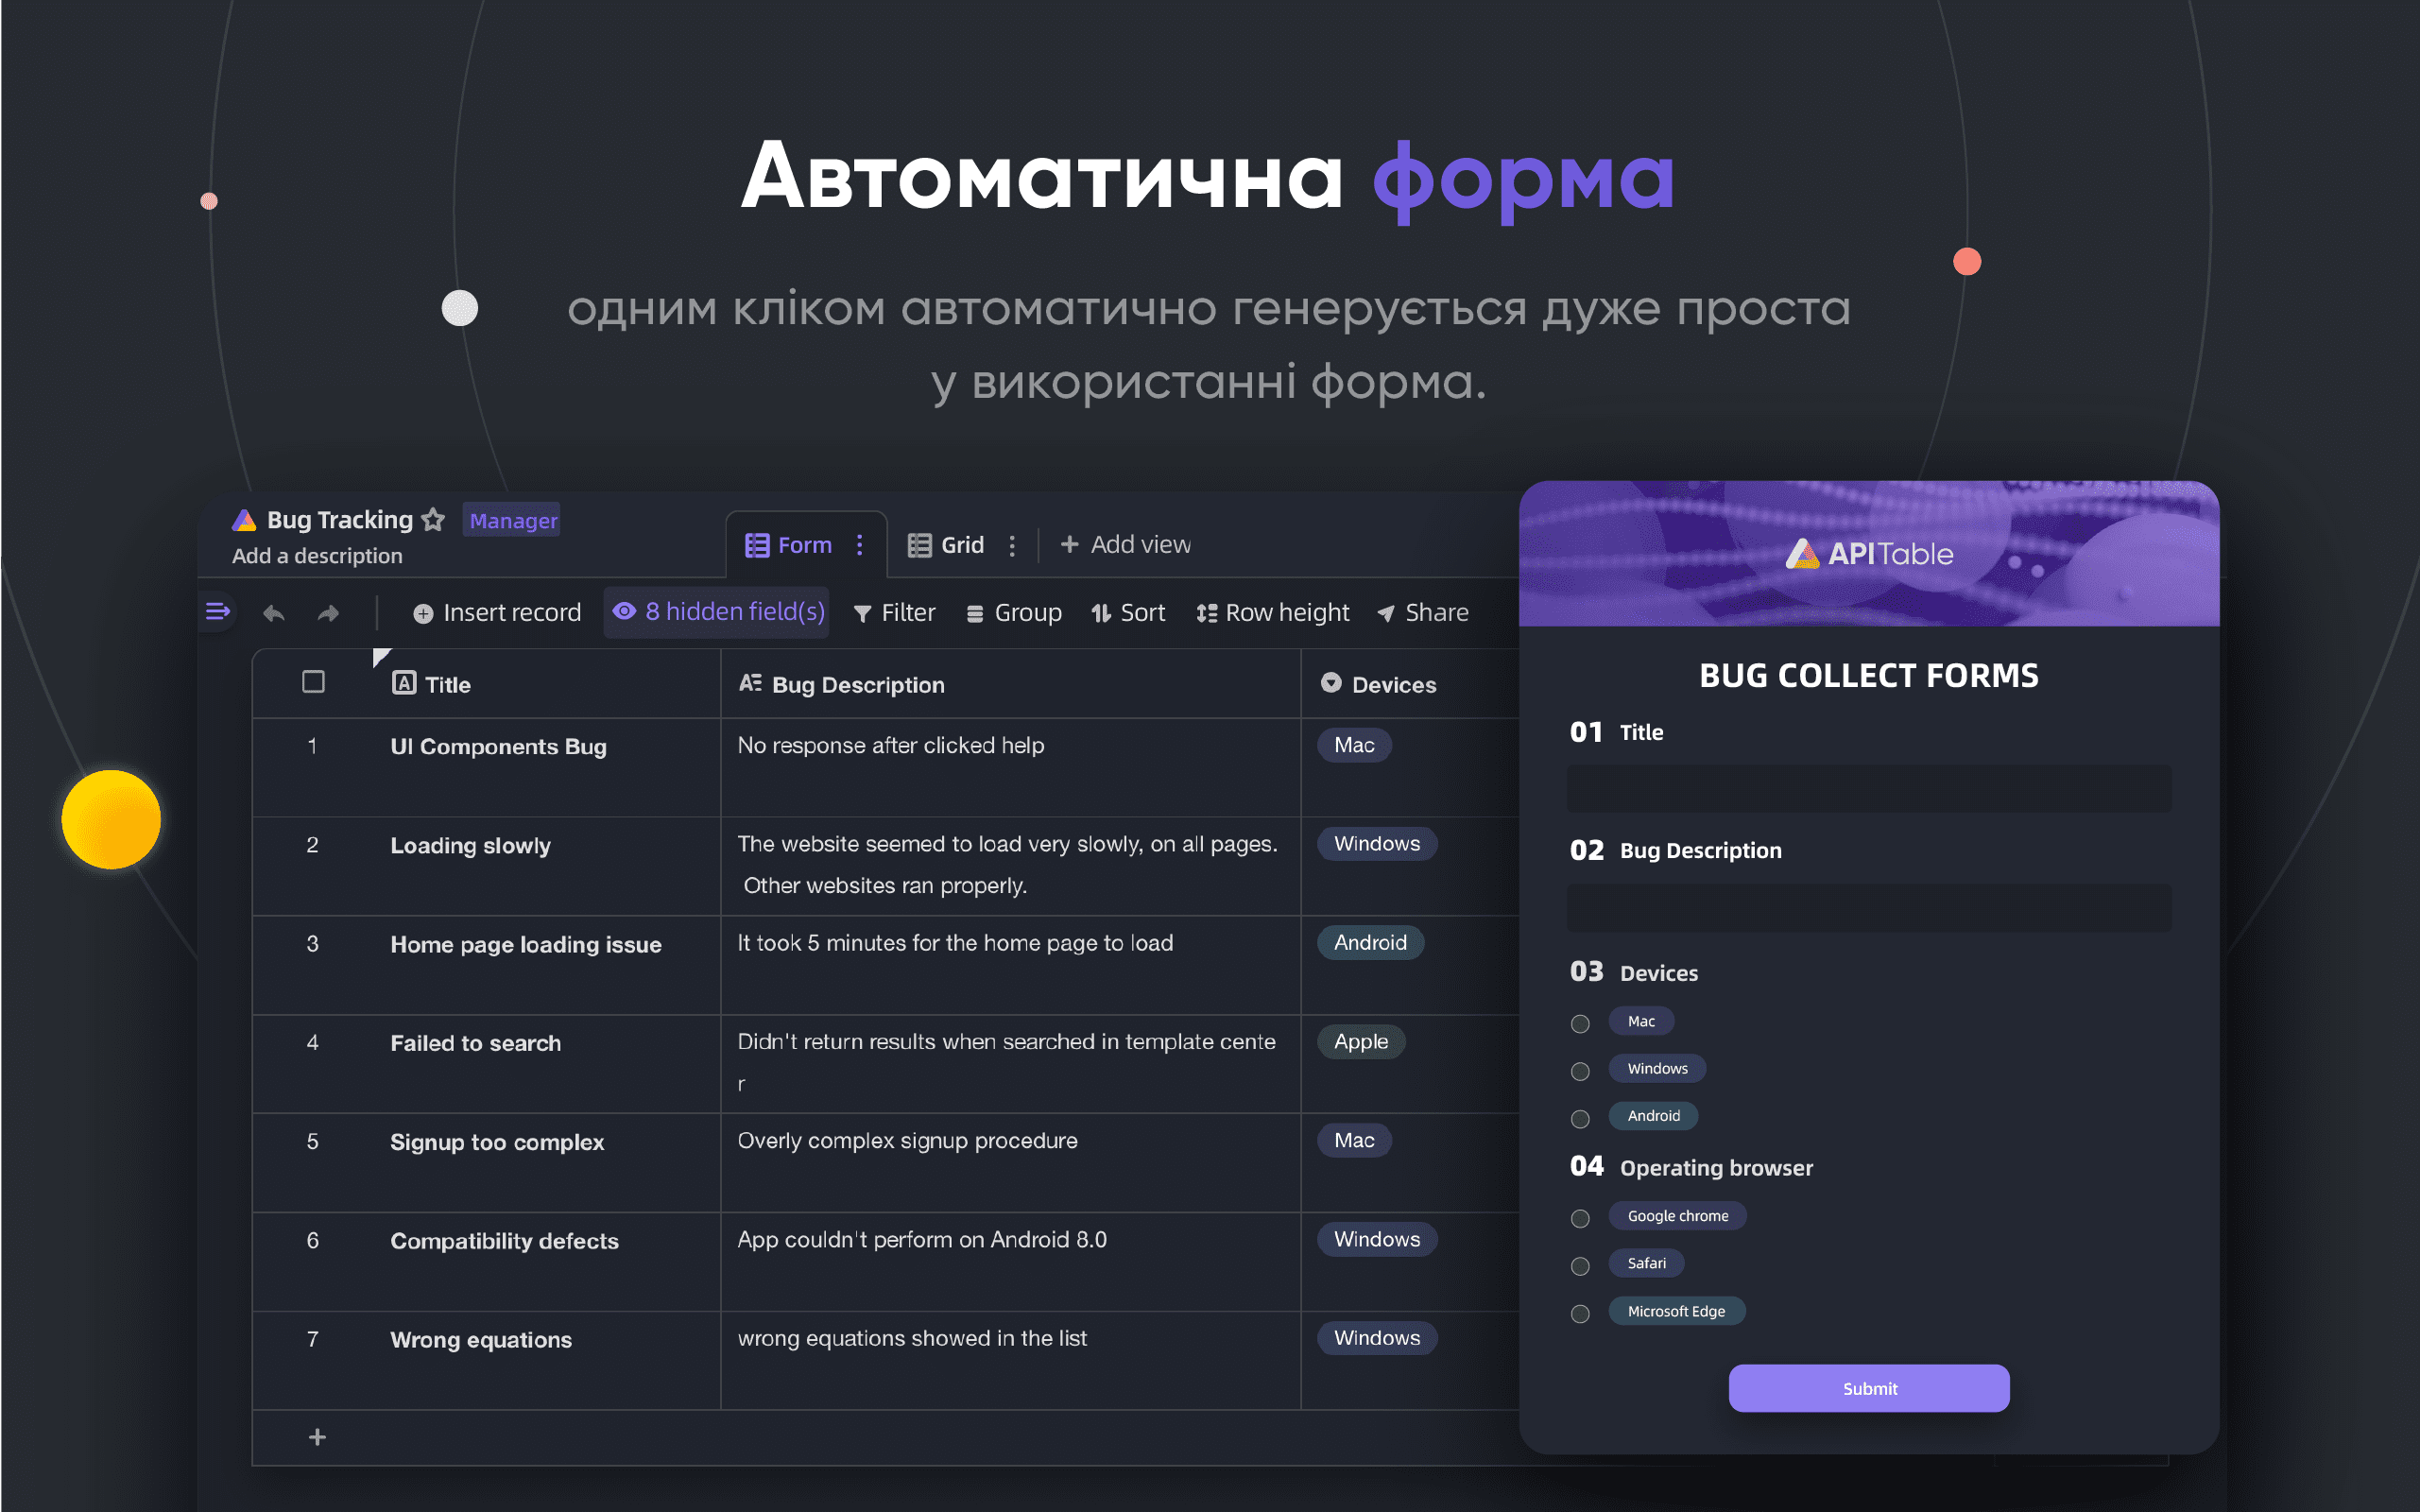 Автоматична форма
одним кліком автоматично генерується дуже проста
у використанні форма.
Bug Tracking Manager
Add a description
Form Grid Add view
Insert record 8 hidden field(s) Filter Group Sort Row height Share
Title Bug Description Devices
1 UI Components Bug No response after clicked help Mac
2 Loading slowly The website seemed to load very slowly, on all pages. Windows
Other websites ran properly.
3 Home page loading issue It took 5 minutes for the home page to load Android
4 Failed to search Didn't return results when searched in template cente Apple
r
5 Signup too complex Overly complex signup procedure Mac
6 Compatibility defects App couldn't perform on Android 8.0 Windows
7 Wrong equations wrong equations showed in the list Windows
APITable
BUG COLLECT FORMS
01 Title
02 Bug Description
03 Devices
Mac
Windows
Android
04 Operating browser
Google chrome
Safari
Microsoft Edge
Submit